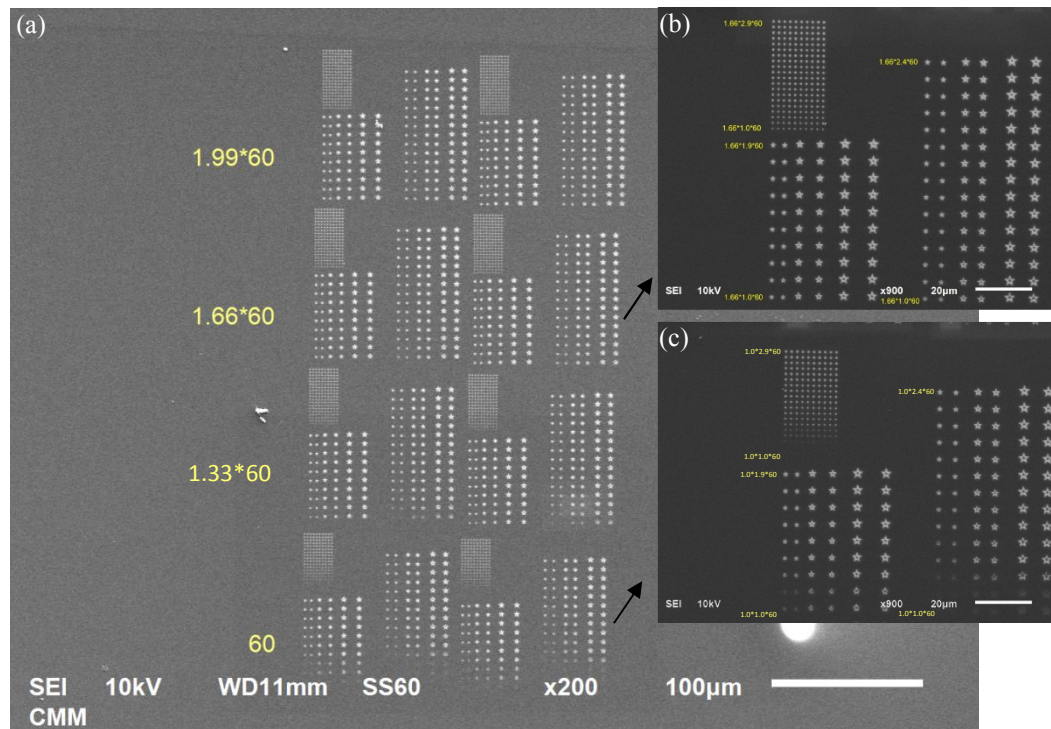 (a)
1.99*60
1.66*60
1.33*60
60
SEI 10kV WD11mm SS60 x200 100µm
CMM
(b)
1.66*2.9*60
1.66*2.4*60
1.66*1.0*60
1.66*1.9*60
SEI 10kV x900 20µm
1.66*1.0*60 1.66*1.0*60
(c)
1.0*2.9*60
1.0*2.4*60
1.0*1.0*60
1.0*1.9*60
SEI 10kV x900 20µm
1.0*1.0*60 1.0*1.0*60